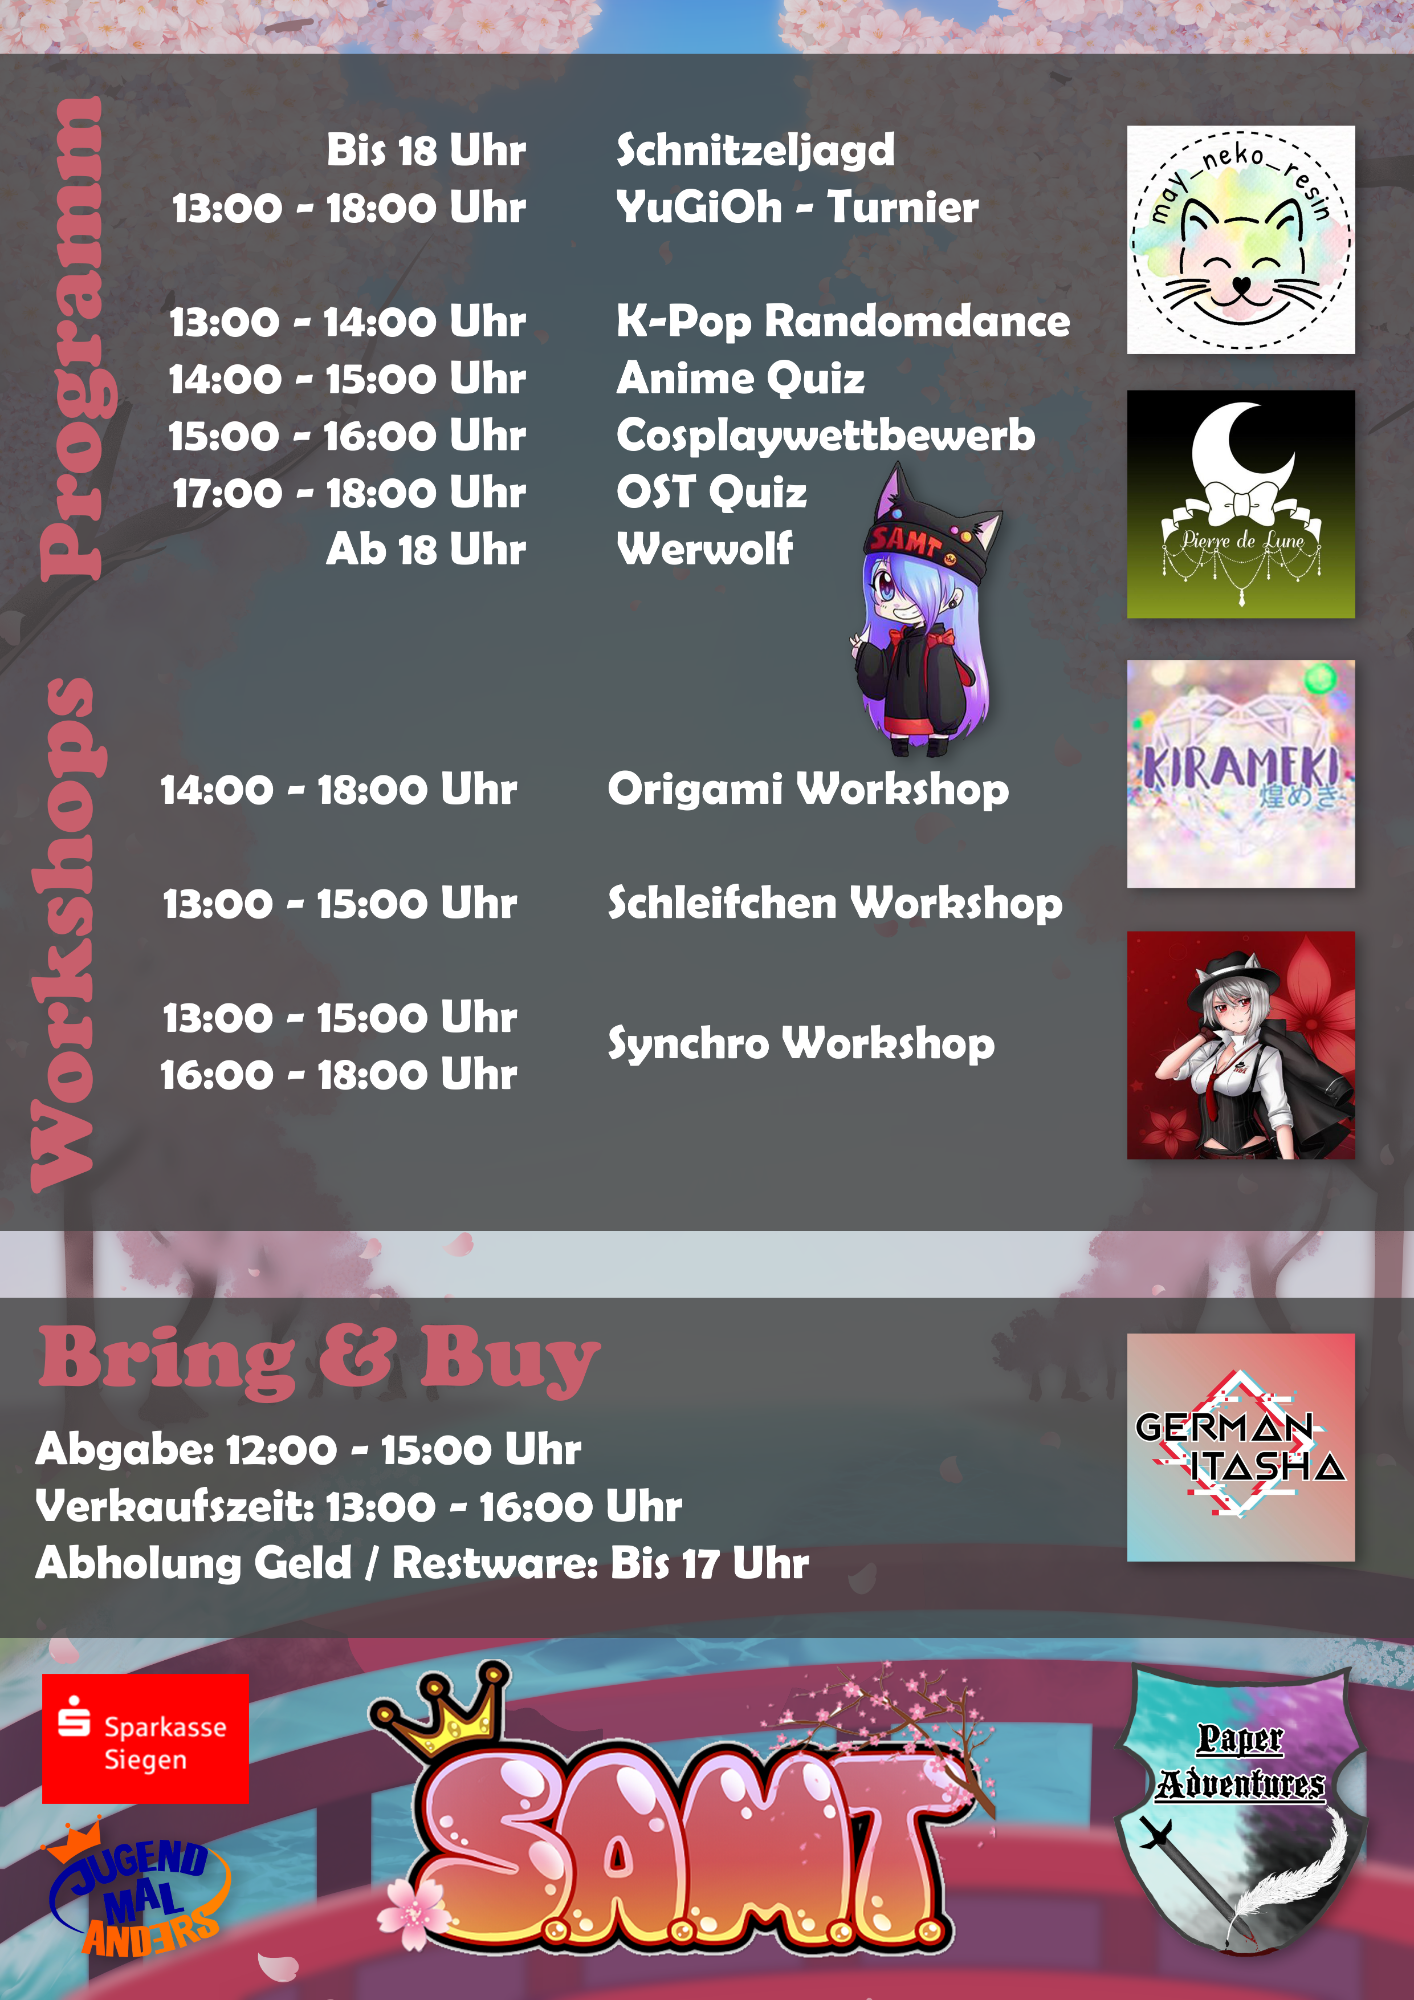 Programm
Bis 18 Uhr Schnitzeljagd
13:00 - 18:00 Uhr YuGiOh - Turnier
13:00 - 14:00 Uhr K-Pop Randomdance
14:00 - 15:00 Uhr Anime Quiz
15:00 - 16:00 Uhr Cosplaywettbewerb
17:00 - 18:00 Uhr OST Quiz
Ab 18 Uhr Werwolf
SAMT
may_neko_resin
Pierre de Lune
Workshops
14:00 - 18:00 Uhr Origami Workshop
13:00 - 15:00 Uhr Schleifchen Workshop
13:00 - 15:00 Uhr
16:00 - 18:00 Uhr
Synchro Workshop
KIRAMEKI
煌めき
Bring & Buy
Abgabe: 12:00 - 15:00 Uhr
Verkaufszeit: 13:00 - 16:00 Uhr
Abholung Geld / Restware: Bis 17 Uhr
GERMAN
ITASHA
Sparkasse
Siegen
JUGEND
MAL
ANDERS
S.A.M.T.
Paper
Adventures